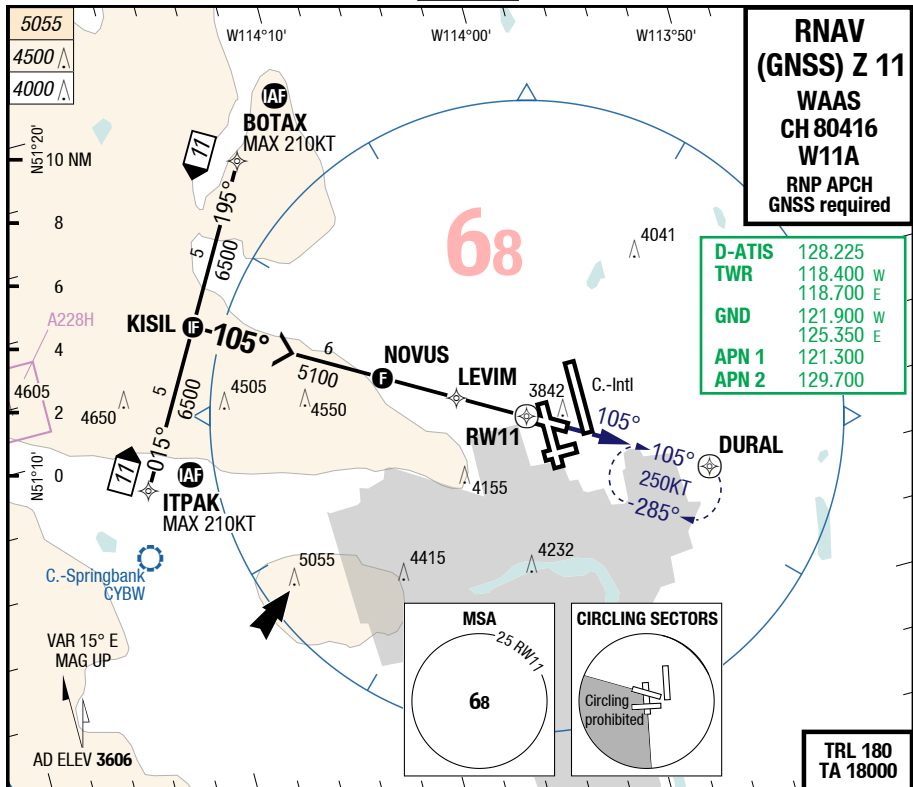 5055
4500
4000
W114°10'
W114°00'
W113°50'
RNAV
(GNSS) Z 11
WAAS
CH 80416
W11A
RNP APCH
GNSS required
IAF
BOTAX
MAX 210KT
N51°20'
10 NM
8
6
4
2
0
N51°10'
11
195°
5
6500
68
4041
D-ATIS 128.225
TWR 118.400 W
118.700 E
GND 121.900 W
125.350 E
APN 1 121.300
APN 2 129.700
A228H
4605
KISIL
IF
105°
6
5100
NOVUS
F
LEVIM
3842
C.-Intl
RW11
105°
105°
250KT
285°
DURAL
4650
4505
4550
5
6500
015°
11
IAF
ITPAK
MAX 210KT
4155
C.-Springbank
CYBW
5055
4415
4232
VAR 15° E
MAG UP
AD ELEV 3606
MSA
25 RW11
68
CIRCLING SECTORS
Circling
prohibited
TRL 180
TA 18000